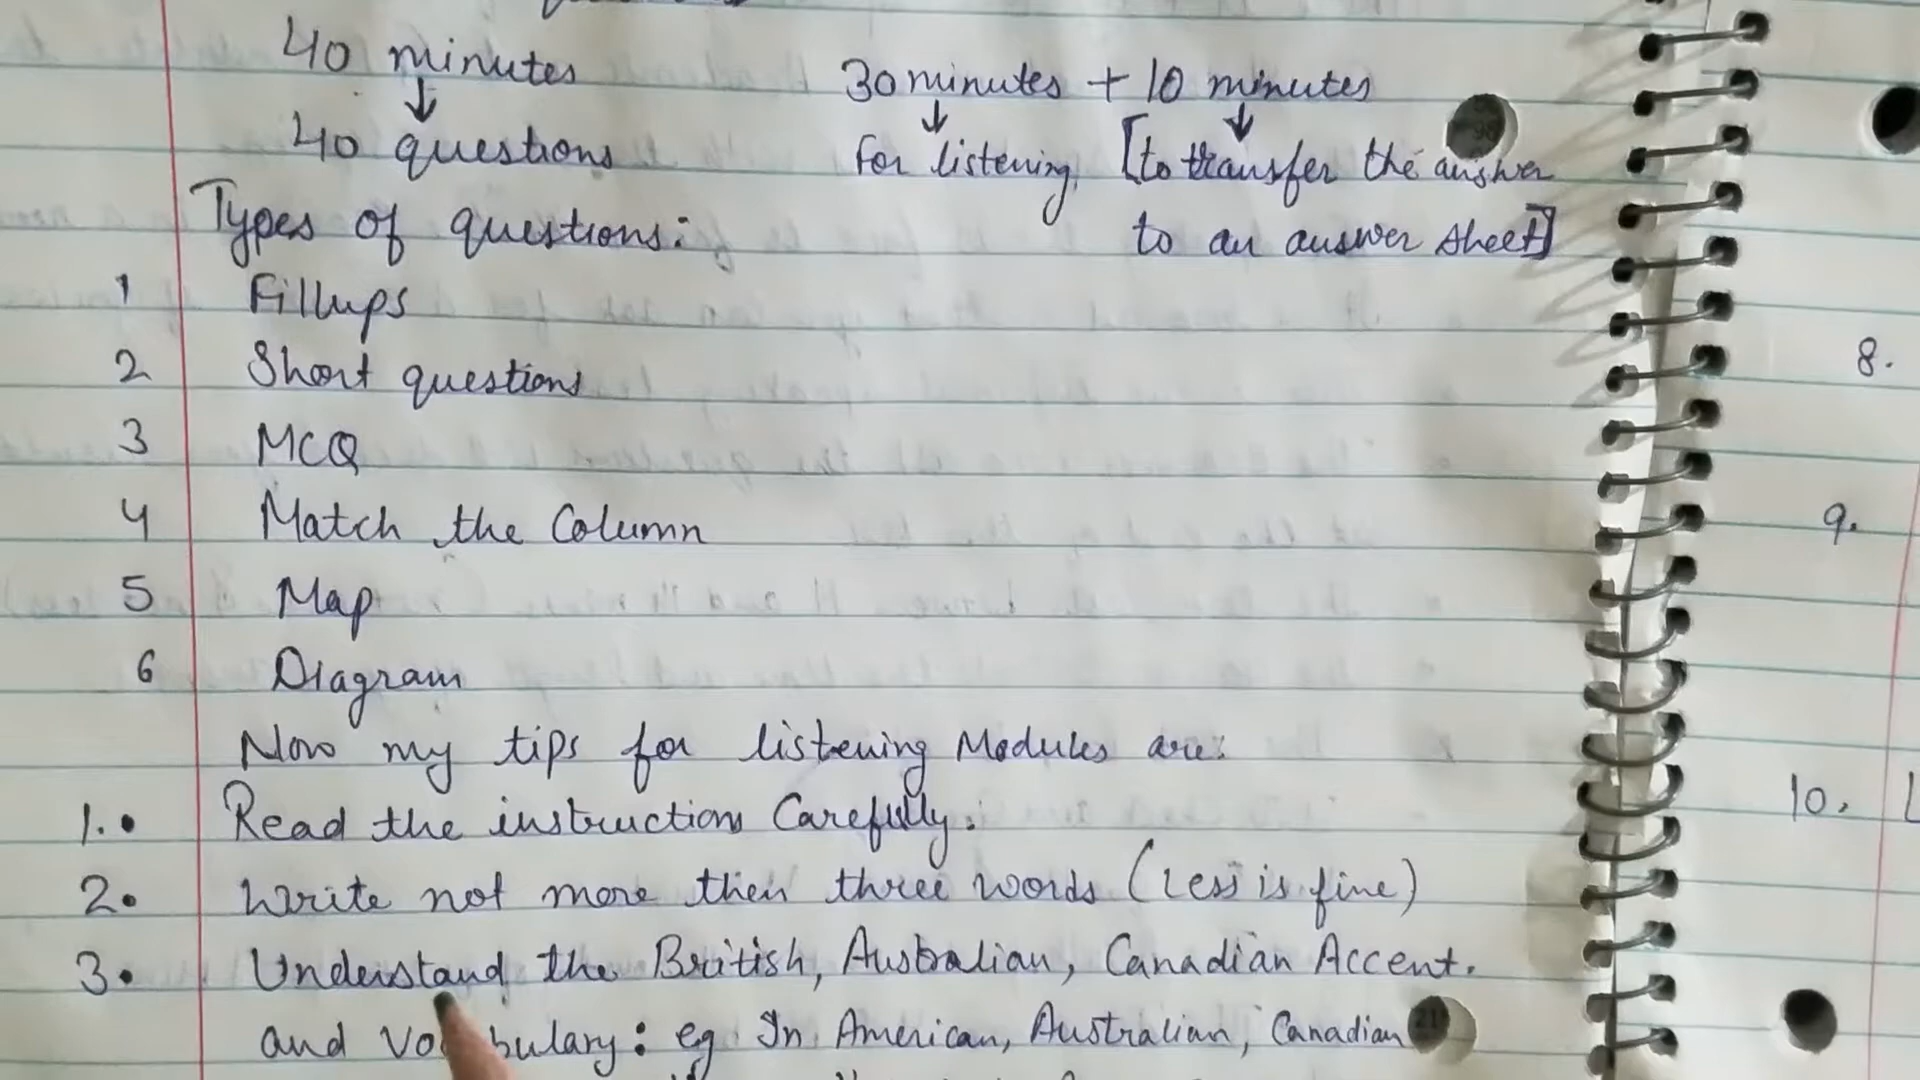 40 minutes
30 minutes + 10 minutes
↓ ↓ ↓
40 questions
for listening [to transfer the answer
to an answer sheet]
Types of questions:
1 Fillups
2 Short questions
3 MCQ
4 Match the Column
5 Map
6 Diagram
Now my tips for listening Modules are:
1. Read the instructions Carefully.
2. Write not more then three words (Less is fine)
3. Understand the British, Australian, Canadian Accent.
and Vocabulary: eg In American, Australian, Canadian
8.
9.
10.